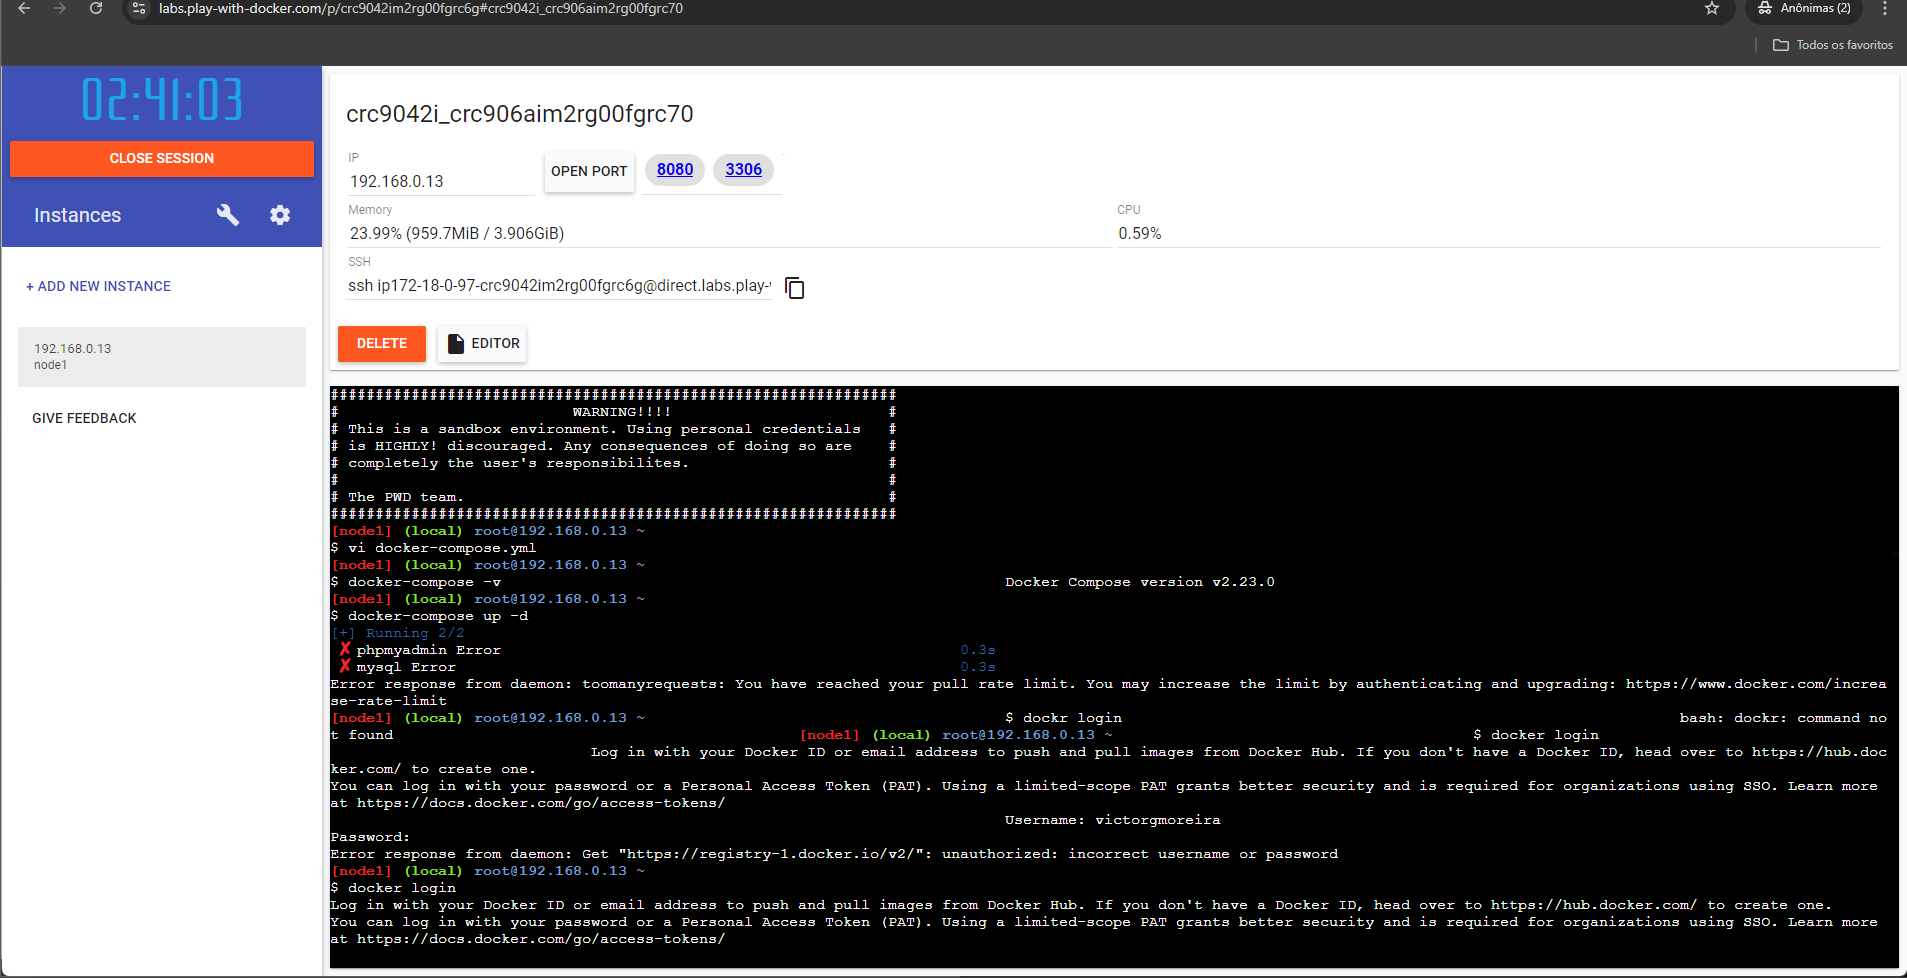 labs.play-with-docker.com/p/crc9042im2rg00fgrc6g#crc9042i_crc906aim2rg00fgrc70
Anônimas (2)
Todos os favoritos
02:41:03
CLOSE SESSION
Instances
+ ADD NEW INSTANCE
192.168.0.13
node1
GIVE FEEDBACK
crc9042i_crc906aim2rg00fgrc70
IP
192.168.0.13
OPEN PORT
8080
3306
Memory
23.99% (959.7MiB / 3.906GiB)
CPU
0.59%
SSH
ssh ip172-18-0-97-crc9042im2rg00fgrc6g@direct.labs.play-
DELETE
EDITOR
###############################################################
# WARNING!!!! #
# This is a sandbox environment. Using personal credentials #
# is HIGHLY! discouraged. Any consequences of doing so are #
# completely the user's responsibilites. #
# #
# The PWD team. #
###############################################################
[node1] (local) root@192.168.0.13 ~
$ vi docker-compose.yml
[node1] (local) root@192.168.0.13 ~
$ docker-compose -v Docker Compose version v2.23.0
[node1] (local) root@192.168.0.13 ~
$ docker-compose up -d
[+] Running 2/2
✘ phpmyadmin Error 0.3s
✘ mysql Error 0.3s
Error response from daemon: toomanyrequests: You have reached your pull rate limit. You may increase the limit by authenticating and upgrading: https://www.docker.com/increa
se-rate-limit
[node1] (local) root@192.168.0.13 ~ $ dockr login bash: dockr: command no
t found [node1] (local) root@192.168.0.13 ~ $ docker login
Log in with your Docker ID or email address to push and pull images from Docker Hub. If you don't have a Docker ID, head over to https://hub.doc
ker.com/ to create one.
You can log in with your password or a Personal Access Token (PAT). Using a limited-scope PAT grants better security and is required for organizations using SSO. Learn more
at https://docs.docker.com/go/access-tokens/
Username: victorgmoreira
Password:
Error response from daemon: Get "https://registry-1.docker.io/v2/": unauthorized: incorrect username or password
[node1] (local) root@192.168.0.13 ~
$ docker login
Log in with your Docker ID or email address to push and pull images from Docker Hub. If you don't have a Docker ID, head over to https://hub.docker.com/ to create one.
You can log in with your password or a Personal Access Token (PAT). Using a limited-scope PAT grants better security and is required for organizations using SSO. Learn more
at https://docs.docker.com/go/access-tokens/